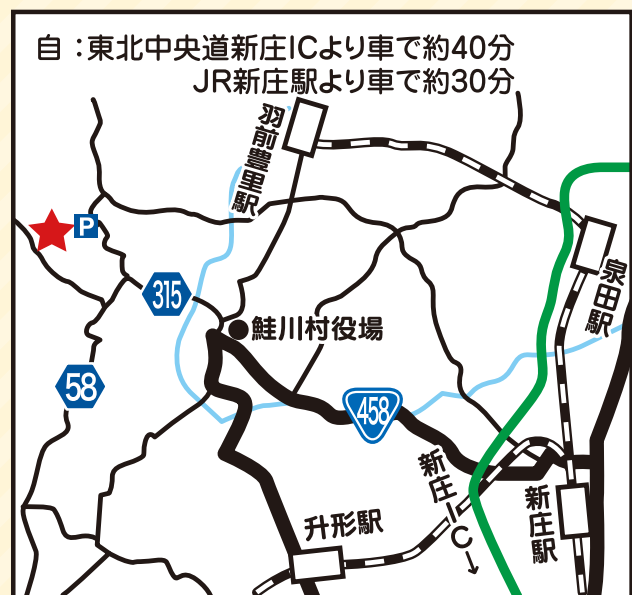 自：東北中央道新庄ICより車で約40分
JR新庄駅より車で約30分
羽前豊里駅
P
泉田駅
315
鮭川村役場
58
458
新庄IC→
新庄駅
升形駅